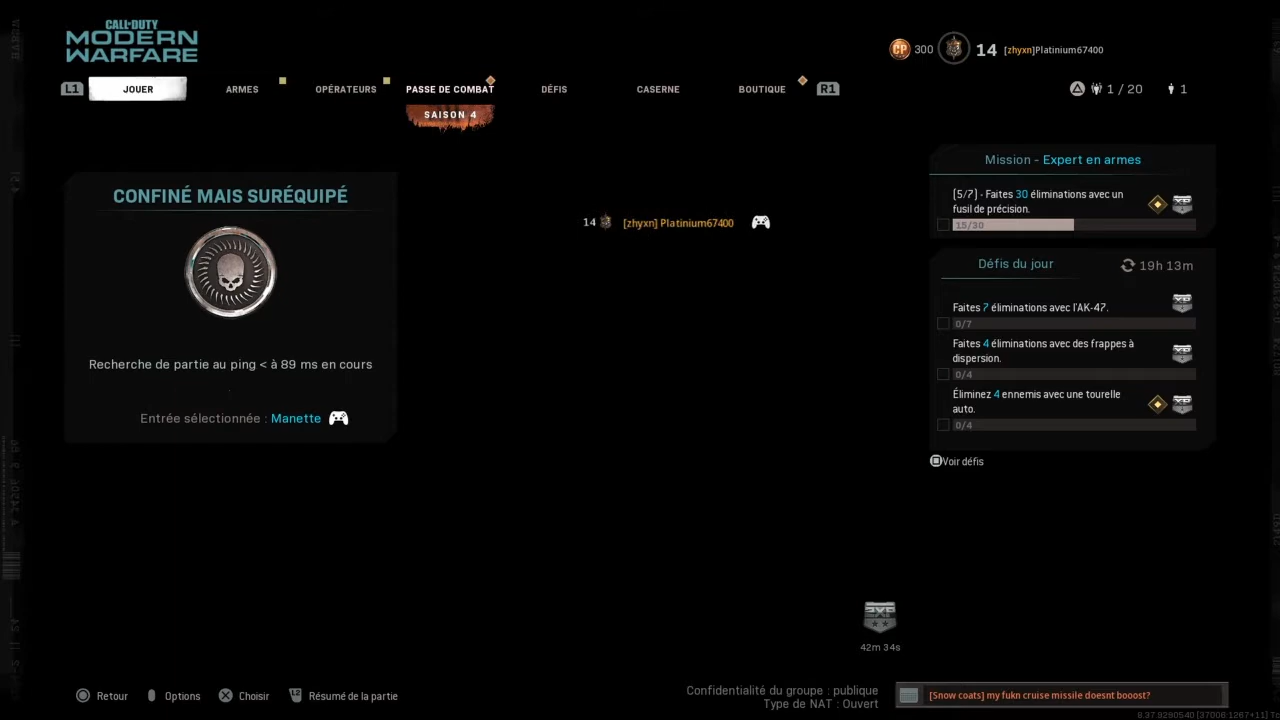 CALL OF DUTY
MODERN
WARFARE
CP 300 14 [zhyxn]Platinium67400
L1 JOUER ARMES OPÉRATEURS PASSE DE COMBAT DÉFIS CASERNE BOUTIQUE R1 1 / 20 1
SAISON 4
CONFINÉ MAIS SURÉQUIPÉ
Recherche de partie au ping < à 89 ms en cours
Entrée sélectionnée : Manette
14 [zhyxn] Platinium67400
Mission - Expert en armes
[5/7] - Faites 30 éliminations avec un
fusil de précision.
15/30
Défis du jour 19h 13m
Faites 7 éliminations avec l'AK-47.
0/7
Faites 4 éliminations avec des frappes à
dispersion.
0/4
Éliminez 4 ennemis avec une tourelle
auto.
0/4
Voir défis
2XP
42m 34s
Retour Options Choisir L2 Résumé de la partie
Confidentialité du groupe : publique
Type de NAT : Ouvert
[Snow coats] my fukn cruise missile doesnt booost?